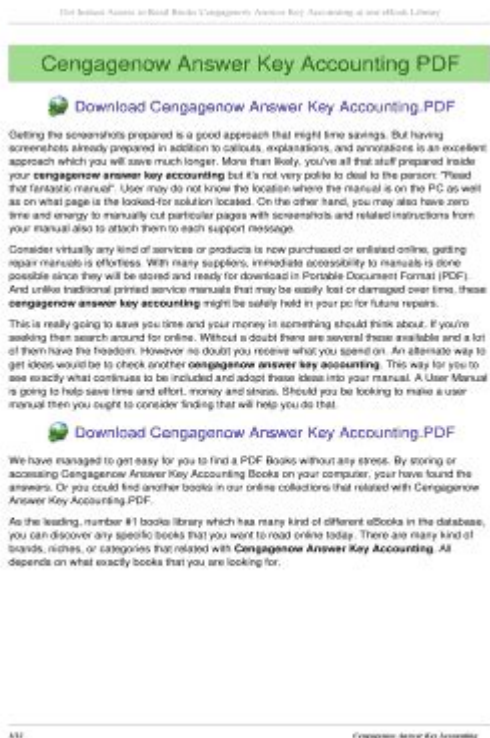 Get Instant Access to Read Books Cengagenow Answer Key Accounting at our eBook Library
Cengagenow Answer Key Accounting PDF
Download Cengagenow Answer Key Accounting.PDF
Getting the screenshots prepared is a good approach that might time savings. But having
screenshots already prepared in addition to callouts, explanations, and annotations is an excellent
approach which you will save much longer. More than likely, you've all that stuff prepared inside
your cengagenow answer key accounting but it's not very polite to deal to the person: "Read
that fantastic manual". User may do not know the location where the manual is on the PC as well
as on what page is the looked-for solution located. On the other hand, you may also have zero
time and energy to manually cut particular pages with screenshots and related instructions from
your manual also to attach them to each support message.
Consider virtually any kind of services or products is now purchased or enlisted online, getting
repair manuals is effortless. With many suppliers, immediate accessibility to manuals is done
possible since they will be stored and ready for download in Portable Document Format (PDF).
And unlike traditional printed service manuals that may be easily lost or damaged over time, these
cengagenow answer key accounting might be safely held in your pc for future repairs.
This is really going to save you time and your money in something should think about. If you're
seeking then search around for online. Without a doubt there are several these available and a lot
of them have the freedom. However no doubt you receive what you spend on. An alternate way to
get ideas would be to check another cengagenow answer key accounting. This way for you to
see exactly what continues to be included and adopt these ideas into your manual. A User Manual
is going to help save time and effort, money and stress. Should you be looking to make a user
manual then you ought to consider finding that will help you do that.
Download Cengagenow Answer Key Accounting.PDF
We have managed to get easy for you to find a PDF Books without any stress. By storing or
accessing Cengagenow Answer Key Accounting Books on your computer, your have found the
answers. Or you could find another books in our online collections that related with Cengagenow
Answer Key Accounting.PDF.
As the leading, number #1 books library which has many kind of different eBooks in the database,
you can discover any specific books that you want to read online today. There are many kind of
brands, niches, or categories that related with Cengagenow Answer Key Accounting. All
depends on what exactly books that you are looking for.
Cengagenow Answer Key Accounting